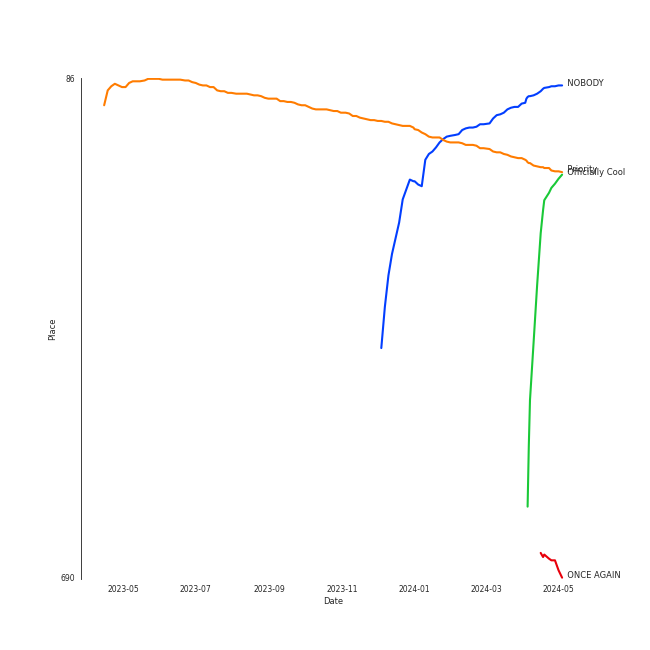 86
NOBODY
Priority
Officially Cool
Place
ONCE AGAIN
690
2023-05 2023-07 2023-09 2023-11 2024-01 2024-03 2024-05
Date